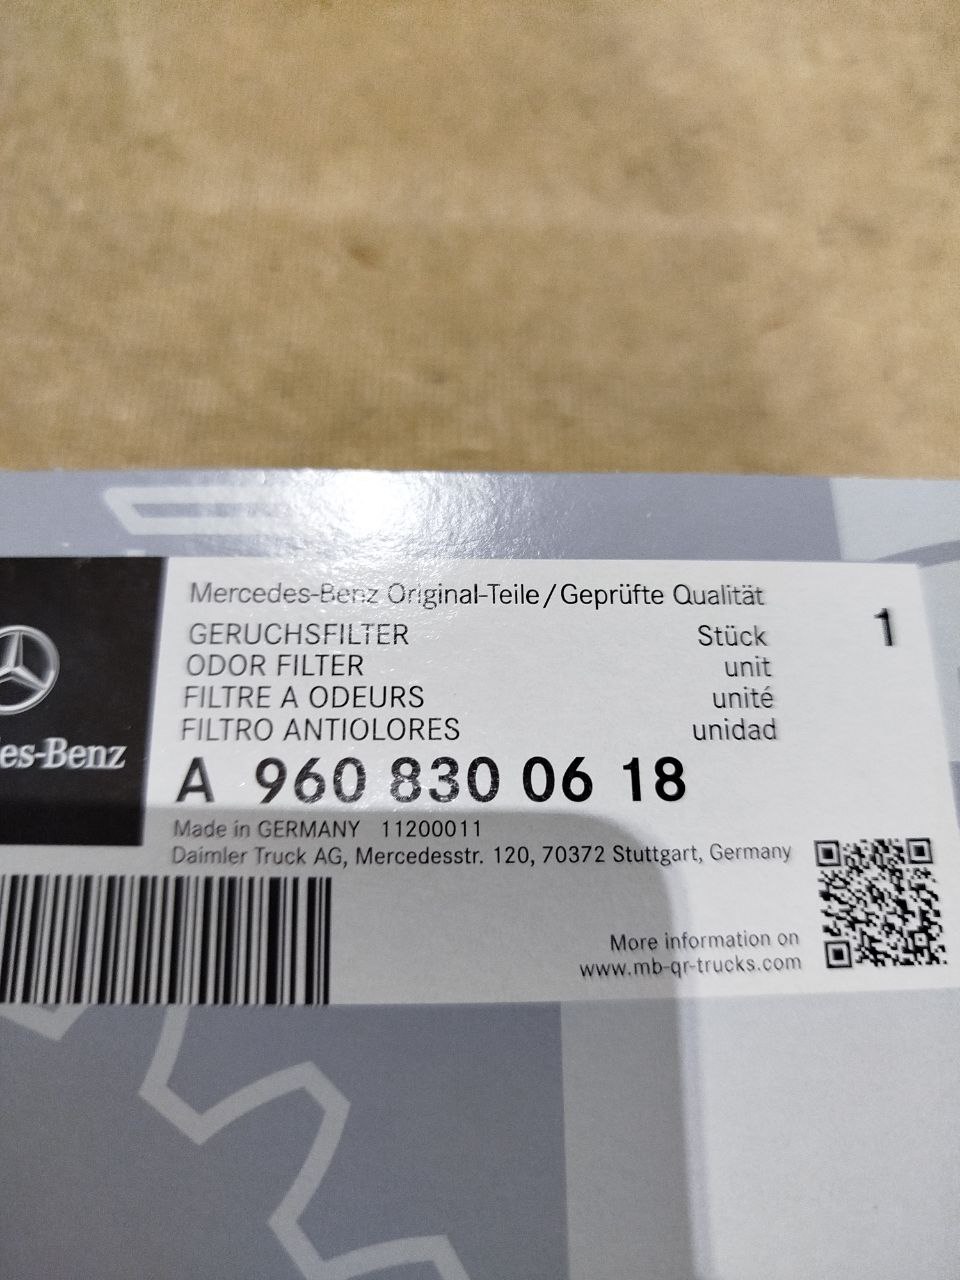 Mercedes-Benz Original-Teile/Geprüfte Qualität
GERUCHSFILTER Stück 1
ODOR FILTER unit
FILTRE A ODEURS unité
FILTRO ANTIOLORES unidad
es-Benz
A 960 830 06 18
Made in GERMANY 11200011
Daimler Truck AG, Mercedesstr. 120, 70372 Stuttgart, Germany
More information on
www.mb-qr-trucks.com